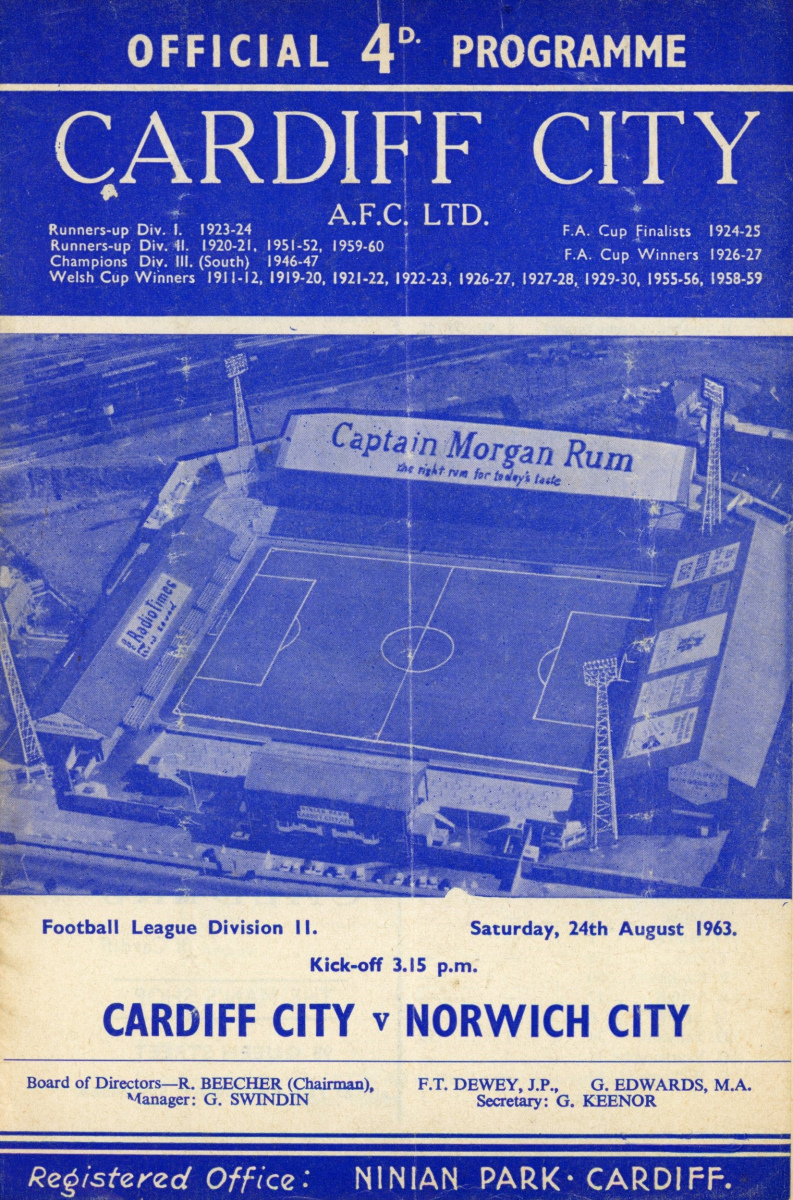 OFFICIAL 4D. PROGRAMME
CARDIFF CITY
A.F.C. LTD.
Runners-up Div. I. 1923-24
Runners-up Div. II. 1920-21, 1951-52, 1959-60
Champions Div. III. (South) 1946-47
F.A. Cup Finalists 1924-25
F.A. Cup Winners 1926-27
Welsh Cup Winners 1911-12, 1919-20, 1921-22, 1922-23, 1926-27, 1927-28, 1929-30, 1955-56, 1958-59
Captain Morgan Rum
the right rum for today's taste
RadioTimes
NINIAN PARK
Football League Division II.
Saturday, 24th August 1963.
Kick-off 3.15 p.m.
CARDIFF CITY v NORWICH CITY
Board of Directors—R. BEECHER (Chairman), F.T. DEWEY, J.P., G. EDWARDS, M.A.
Manager: G. SWINDIN Secretary: G. KEENOR
Registered Office: NINIAN PARK · CARDIFF.